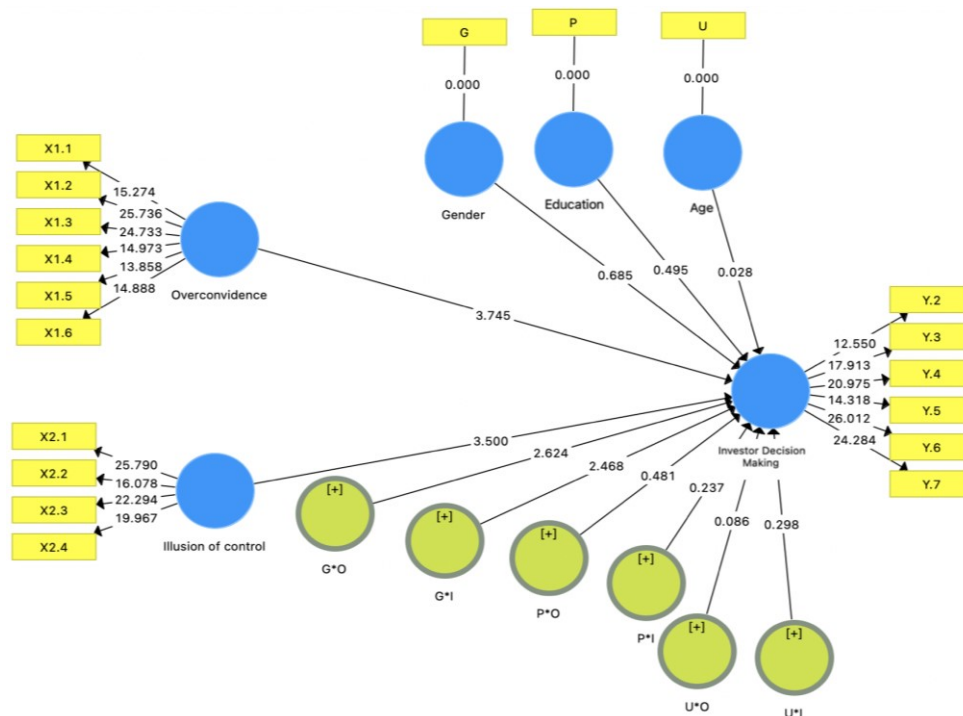 G
P
U
0.000
0.000
0.000
Gender
Education
Age
X1.1
X1.2
X1.3
X1.4
X1.5
X1.6
15.274
25.736
24.733
14.973
13.858
14.888
Overconvidence
0.685
0.495
0.028
3.745
Y.2
Y.3
Y.4
Y.5
Y.6
Y.7
12.550
17.913
20.975
14.318
26.012
24.284
Investor Decision
Making
X2.1
X2.2
X2.3
X2.4
25.790
16.078
22.294
19.967
Illusion of control
3.500
2.624
2.468
0.481
0.237
0.086
0.298
[+]
G*O
[+]
G*I
[+]
P*O
[+]
P*I
[+]
U*O
[+]
U*I